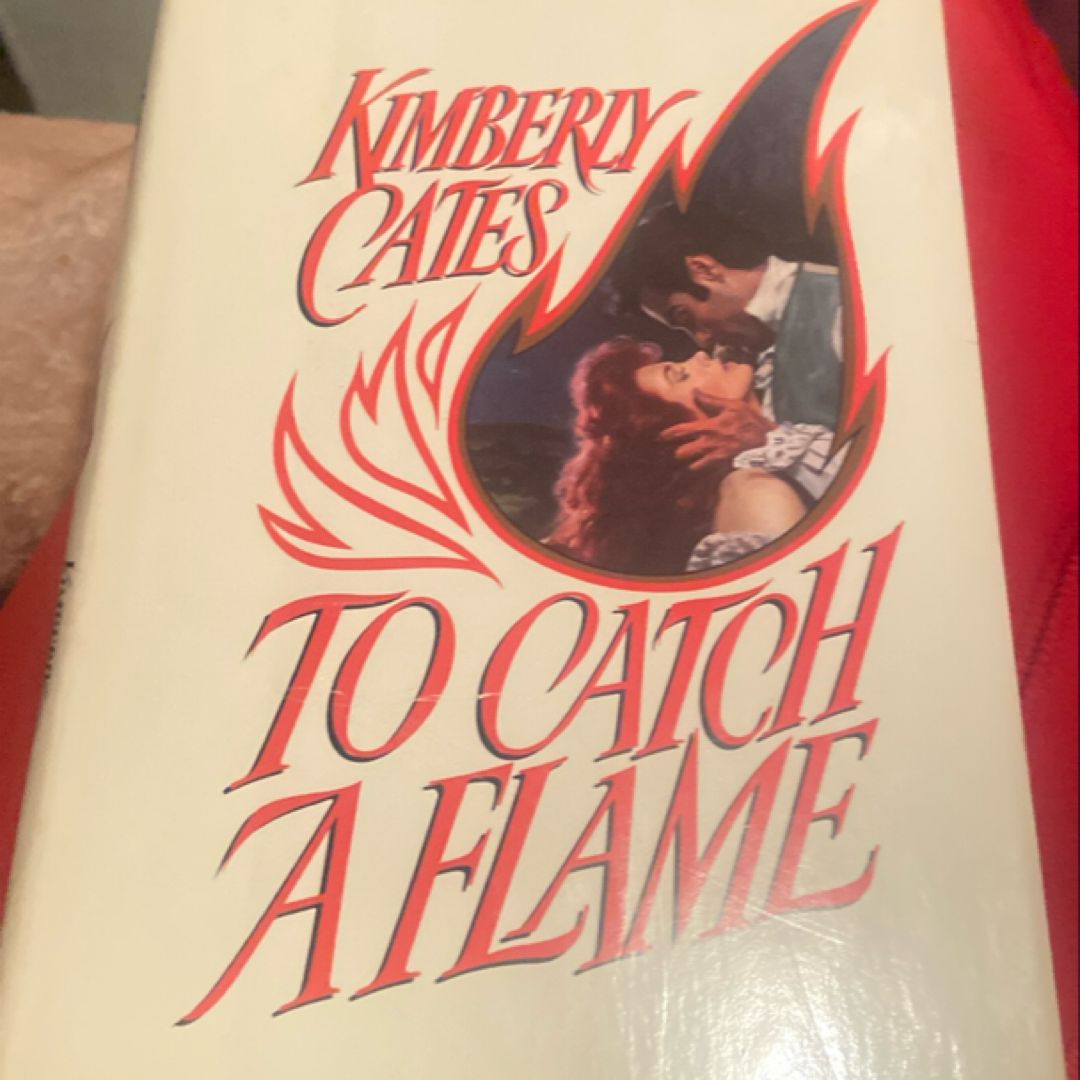 KIMBERLY
CATES
TO CATCH
A FLAME